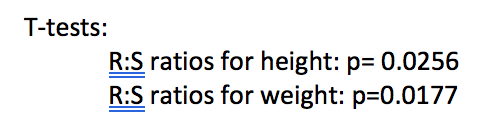 T-tests:
R:S ratios for height: p= 0.0256
R:S ratios for weight: p=0.0177